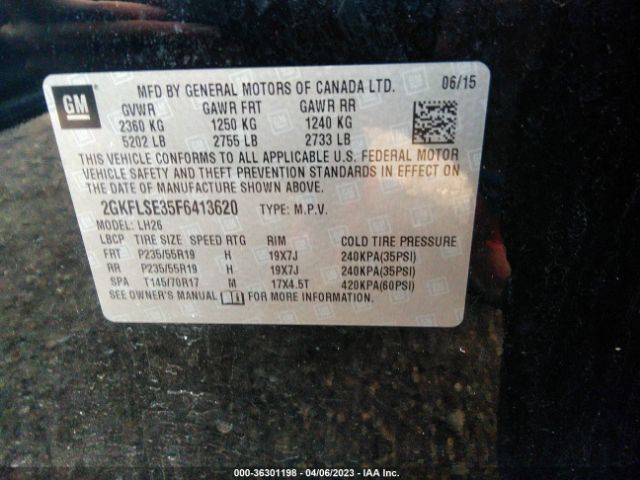 GM
MFD BY GENERAL MOTORS OF CANADA LTD. 06/15
GVWR GAWR FRT GAWR RR
2360 KG 1250 KG 1240 KG
5202 LB 2755 LB 2733 LB
THIS VEHICLE CONFORMS TO ALL APPLICABLE U.S. FEDERAL MOTOR
VEHICLE SAFETY AND THEFT PREVENTION STANDARDS IN EFFECT ON
THE DATE OF MANUFACTURE SHOWN ABOVE.
2GKFLSE35F6413620 TYPE: M.P.V.
MODEL: LH26
LBCP TIRE SIZE SPEED RTG RIM COLD TIRE PRESSURE
FRT P235/55R19 H 19X7J 240KPA(35PSI)
RR P235/55R19 H 19X7J 240KPA(35PSI)
SPA T145/70R17 M 17X4.5T 420KPA(60PSI)
SEE OWNER'S MANUAL FOR MORE INFORMATION.
000-36301198 - 04/06/2023 - IAA Inc.